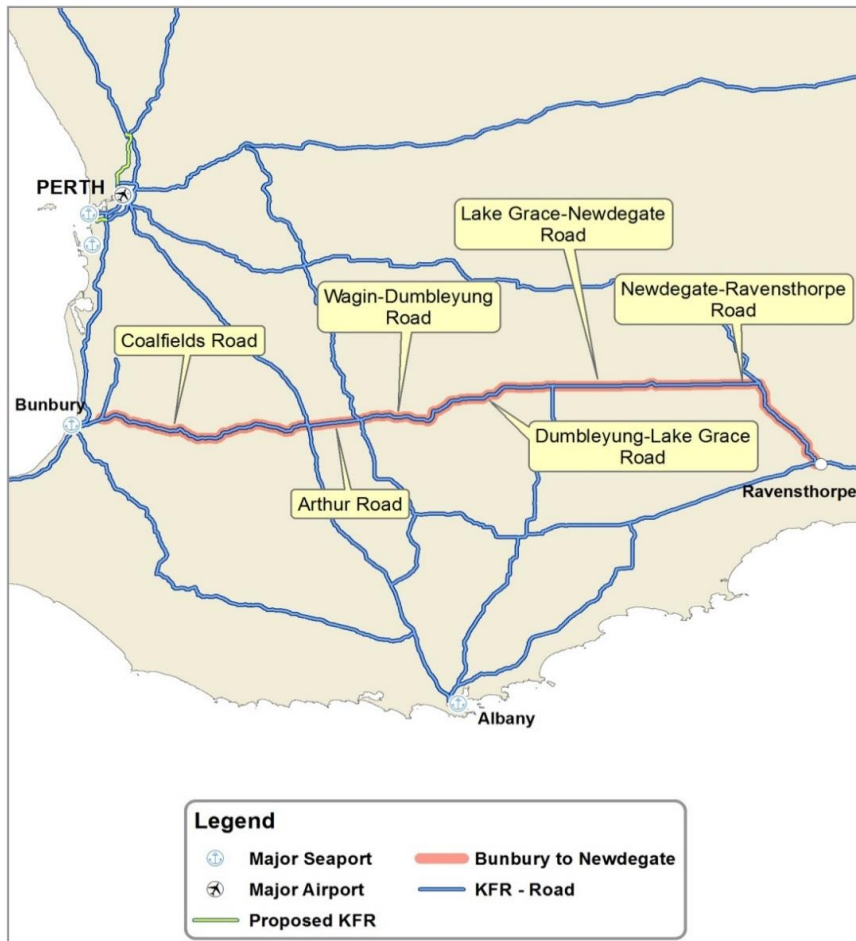 PERTH
Lake Grace-Newdegate
Road
Wagin-Dumbleyung
Road
Newdegate-Ravensthorpe
Road
Coalfields Road
Bunbury
Dumbleyung-Lake Grace
Road
Arthur Road
Ravensthorpe
Albany
Legend
Major Seaport
Bunbury to Newdegate
Major Airport
KFR - Road
Proposed KFR